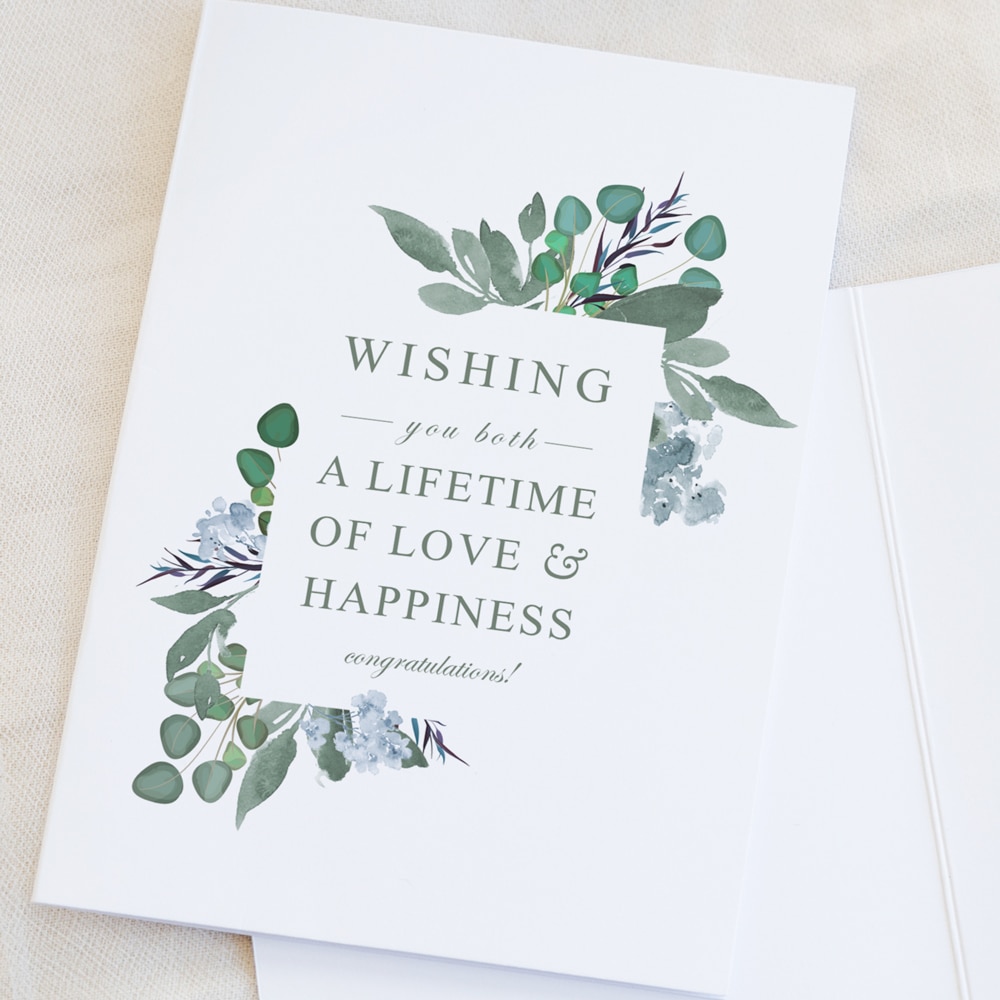 WISHING
you both
A LIFETIME
OF LOVE &
HAPPINESS
congratulations!